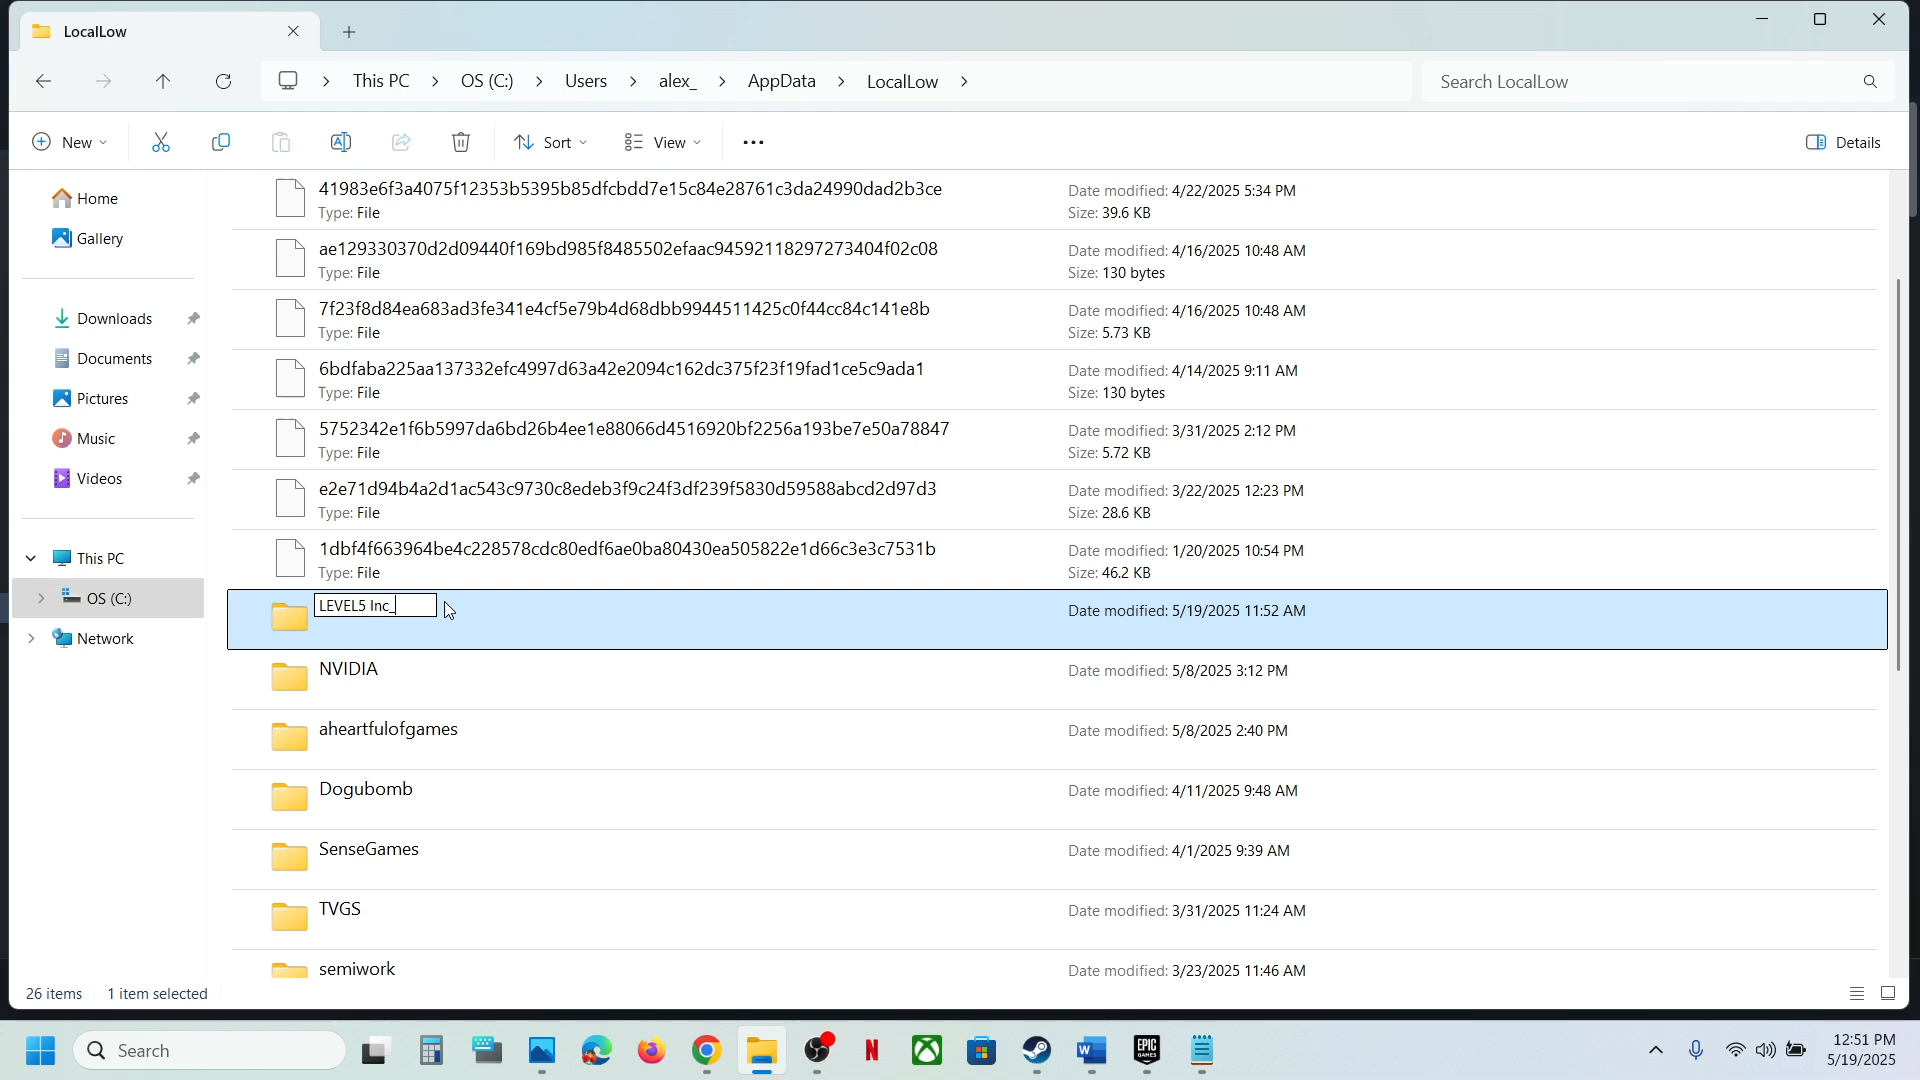 LocalLow
This PC
OS (C:)
Users
alex_
AppData
LocalLow
Search LocalLow
New
Sort
View
Details
Home
Gallery
Downloads
Documents
Pictures
Music
Videos
This PC
OS (C:)
Network
41983e6f3a4075f12353b5395b85dfcbdd7e15c84e28761c3da24990dad2b3ce
Type: File
Date modified: 4/22/2025 5:34 PM
Size: 39.6 KB
ae129330370d2d09440f169bd985f8485502efaac94592118297273404f02c08
Type: File
Date modified: 4/16/2025 10:48 AM
Size: 130 bytes
7f23f8d84ea683ad3fe341e4cf5e79b4d68dbb9944511425c0f44cc84c141e8b
Type: File
Date modified: 4/16/2025 10:48 AM
Size: 5.73 KB
6bdfaba225aa137332efc4997d63a42e2094c162dc375f23f19fad1ce5c9ada1
Type: File
Date modified: 4/14/2025 9:11 AM
Size: 130 bytes
5752342e1f6b5997da6bd26b4ee1e88066d4516920bf2256a193be7e50a78847
Type: File
Date modified: 3/31/2025 2:12 PM
Size: 5.72 KB
e2e71d94b4a2d1ac543c9730c8edeb3f9c24f3df239f5830d59588abcd2d97d3
Type: File
Date modified: 3/22/2025 12:23 PM
Size: 28.6 KB
1dbf4f663964be4c228578cdc80edf6ae0ba80430ea505822e1d66c3e3c7531b
Type: File
Date modified: 1/20/2025 10:54 PM
Size: 46.2 KB
LEVEL5 Inc_
Date modified: 5/19/2025 11:52 AM
NVIDIA
Date modified: 5/8/2025 3:12 PM
aheartfulofgames
Date modified: 5/8/2025 2:40 PM
Dogubomb
Date modified: 4/11/2025 9:48 AM
SenseGames
Date modified: 4/1/2025 9:39 AM
TVGS
Date modified: 3/31/2025 11:24 AM
semiwork
Date modified: 3/23/2025 11:46 AM
26 items
1 item selected
Search
N
W
EPIC
GAMES
12:51 PM
5/19/2025